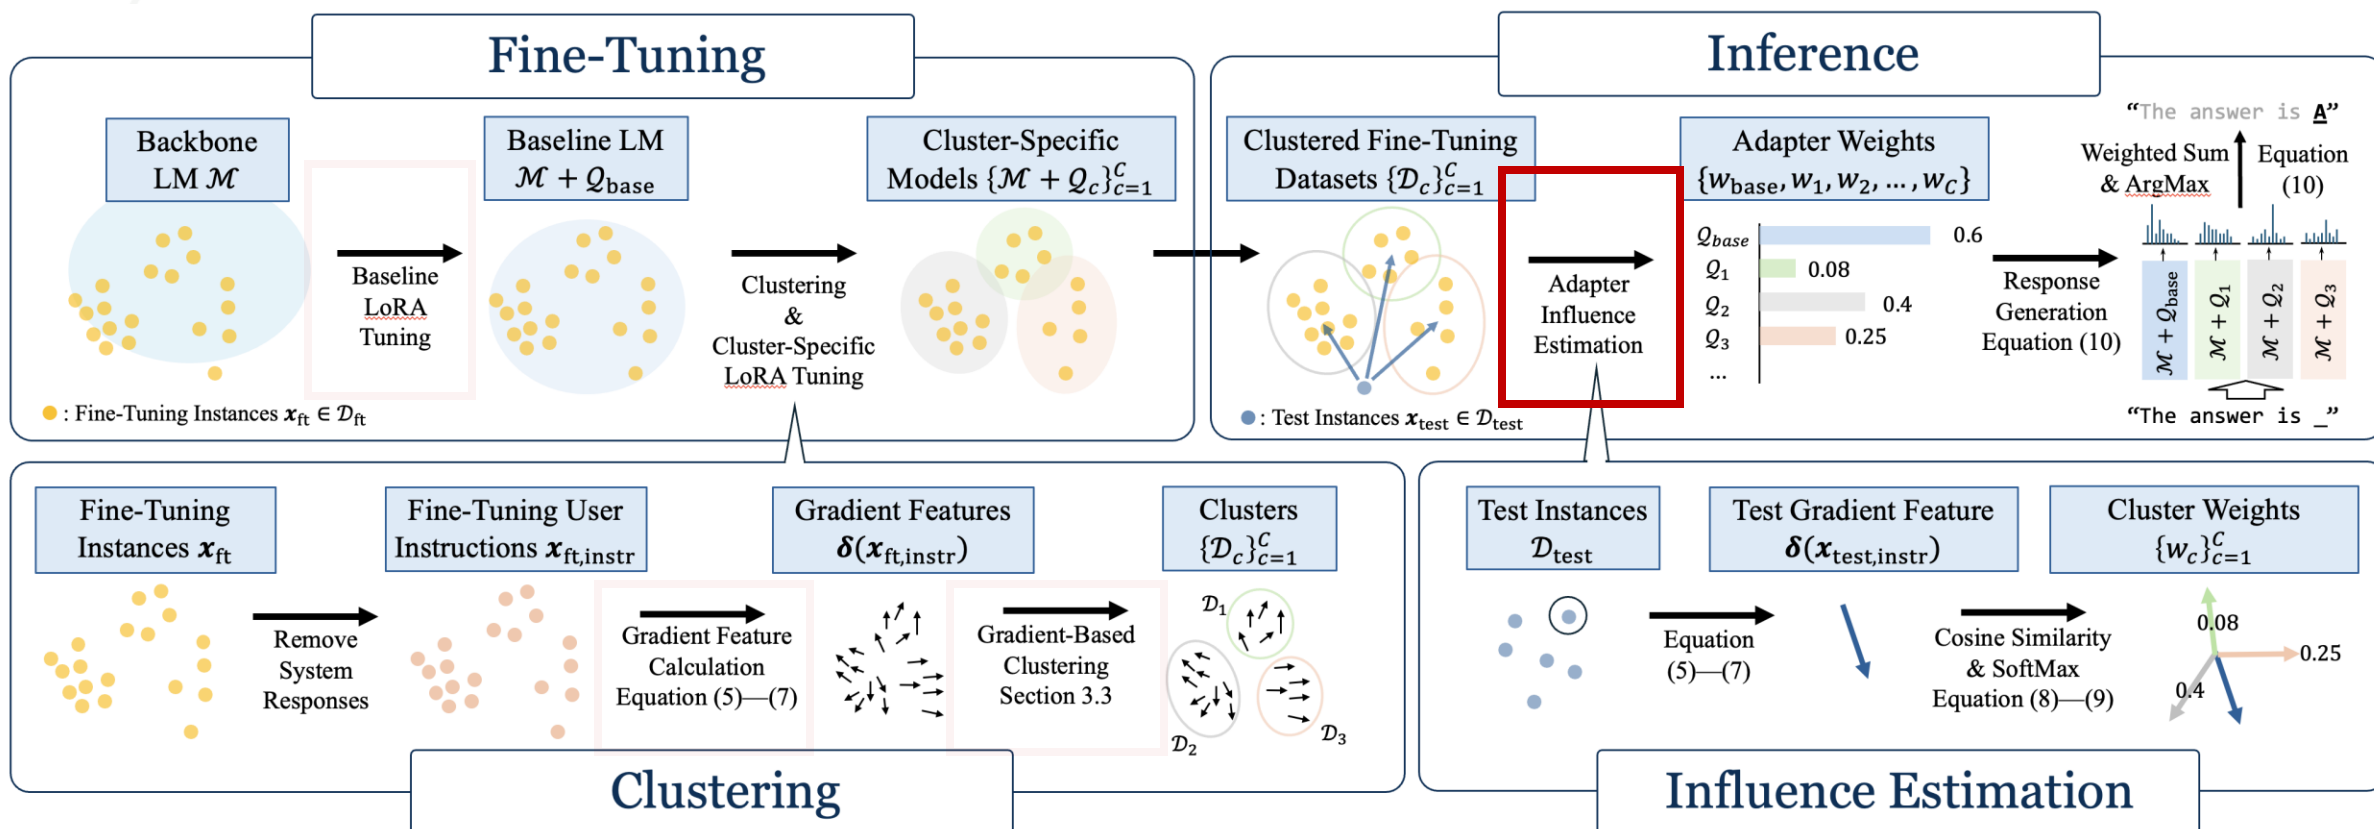 Fine-Tuning
Backbone
LM ℳ
Baseline
LoRA
Tuning
Baseline LM
ℳ + 𝒬base
Clustering
&
Cluster-Specific
LoRA Tuning
Cluster-Specific
Models {ℳ + 𝒬c}ᶜc=1
: Fine-Tuning Instances xft ∈ 𝒟ft
Inference
Clustered Fine-Tuning
Datasets {𝒟c}ᶜc=1
Adapter
Influence
Estimation
: Test Instances xtest ∈ 𝒟test
Adapter Weights
{wbase, w1, w2, ..., wC}
𝒬base 0.6
𝒬1 0.08
𝒬2 0.4
𝒬3 0.25
...
Response
Generation
Equation (10)
"The answer is A"
Weighted Sum
& ArgMax
Equation
(10)
ℳ + 𝒬base
ℳ + 𝒬1
ℳ + 𝒬2
ℳ + 𝒬3
"The answer is _"
Fine-Tuning
Instances xft
Remove
System
Responses
Fine-Tuning User
Instructions xft,instr
Gradient Feature
Calculation
Equation (5)—(7)
Gradient Features
δ(xft,instr)
Gradient-Based
Clustering
Section 3.3
Clusters
{𝒟c}ᶜc=1
𝒟1
𝒟2
𝒟3
Clustering
Test Instances
𝒟test
Equation
(5)—(7)
Test Gradient Feature
δ(xtest,instr)
Cosine Similarity
& SoftMax
Equation (8)—(9)
Cluster Weights
{wc}ᶜc=1
0.08
0.25
0.4
Influence Estimation